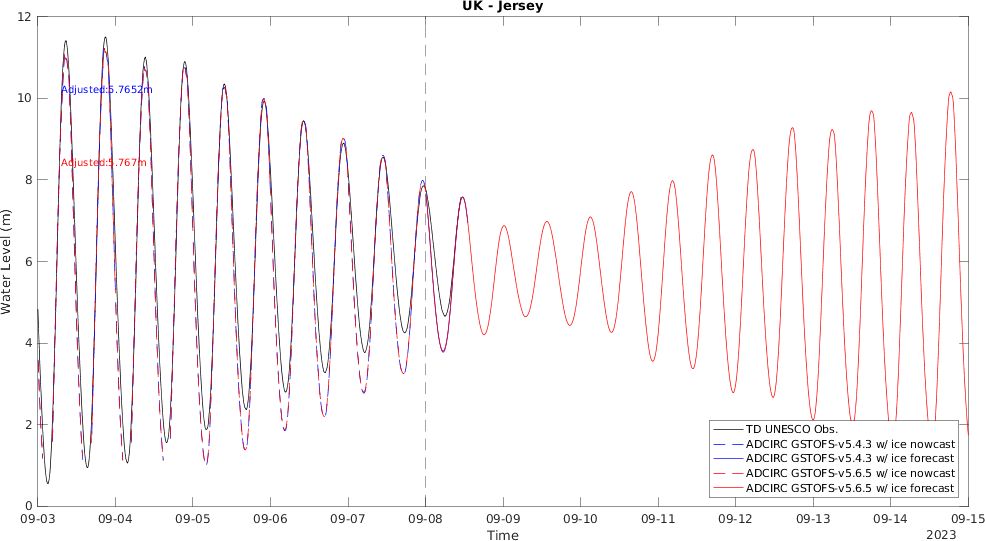 UK - Jersey
12
10
8
6
4
2
0
Water Level (m)
Adjusted:5.7652m
Adjusted:5.767m
TD UNESCO Obs.
ADCIRC GSTOFS-v5.4.3 w/ ice nowcast
ADCIRC GSTOFS-v5.4.3 w/ ice forecast
ADCIRC GSTOFS-v5.6.5 w/ ice nowcast
ADCIRC GSTOFS-v5.6.5 w/ ice forecast
09-03 09-04 09-05 09-06 09-07 09-08 09-09 09-10 09-11 09-12 09-13 09-14 09-15
Time
2023